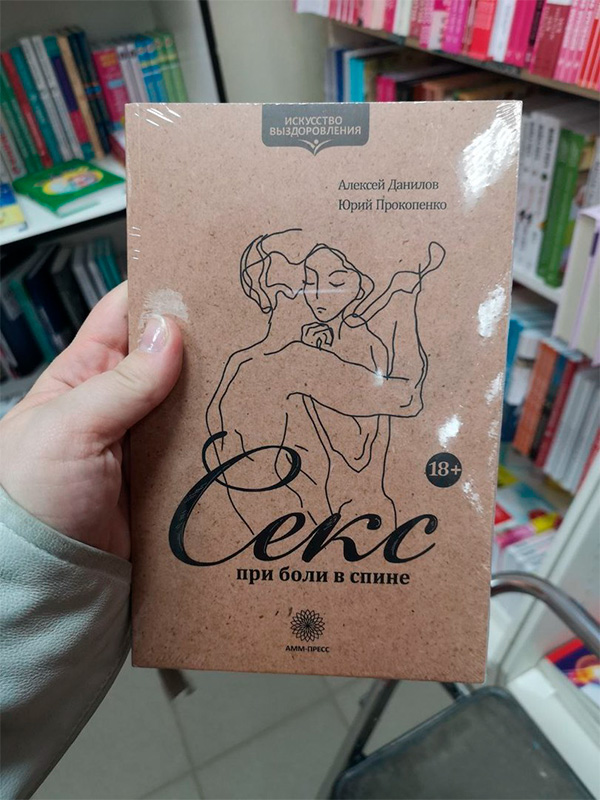 ИСКУССТВО
ВЫЗДОРОВЛЕНИЯ
Алексей Данилов
Юрий Прокопенко
18+
Секс
при боли в спине
АММ-ПРЕСС